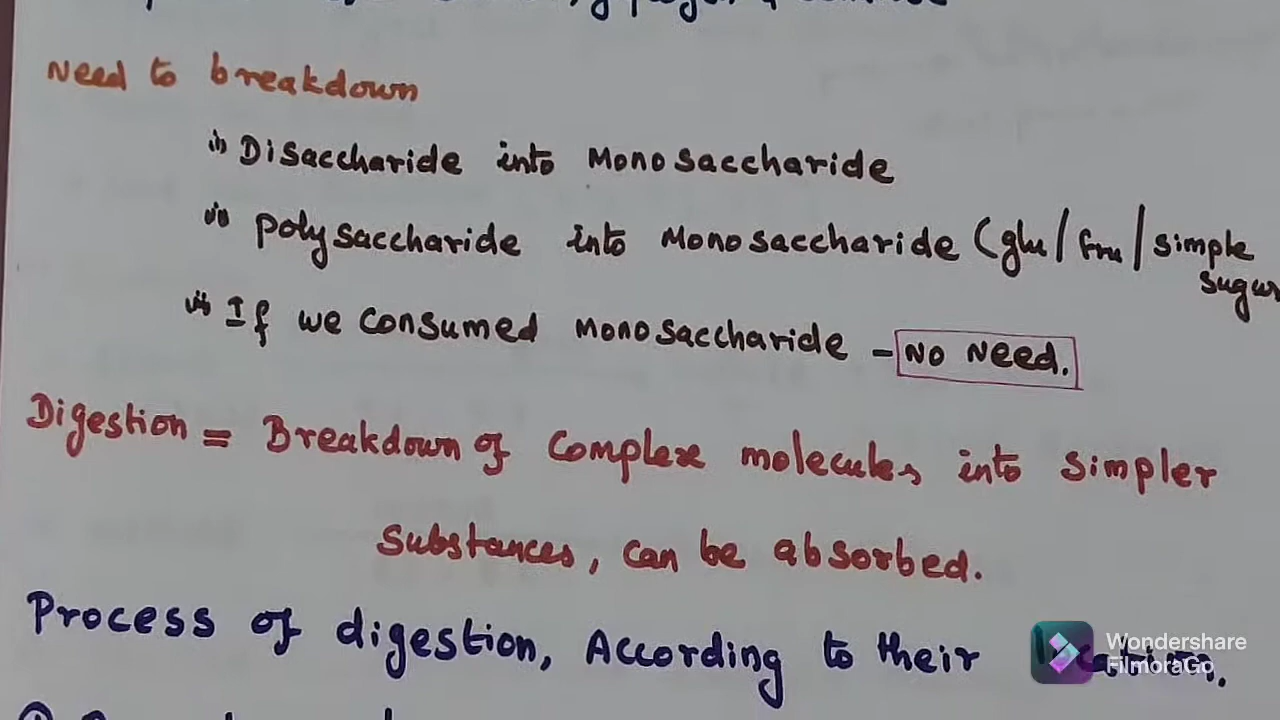 Need to breakdown
i) Disaccharide into Monosaccharide
ii) polysaccharide into Monosaccharide (glu/fru/simple
sugar
iii) If we consumed monosaccharide - NO Need.
Digestion = Breakdown of complex molecules into simpler
substances, can be absorbed.
Process of digestion, According to their
Wondershare
FilmoraGo